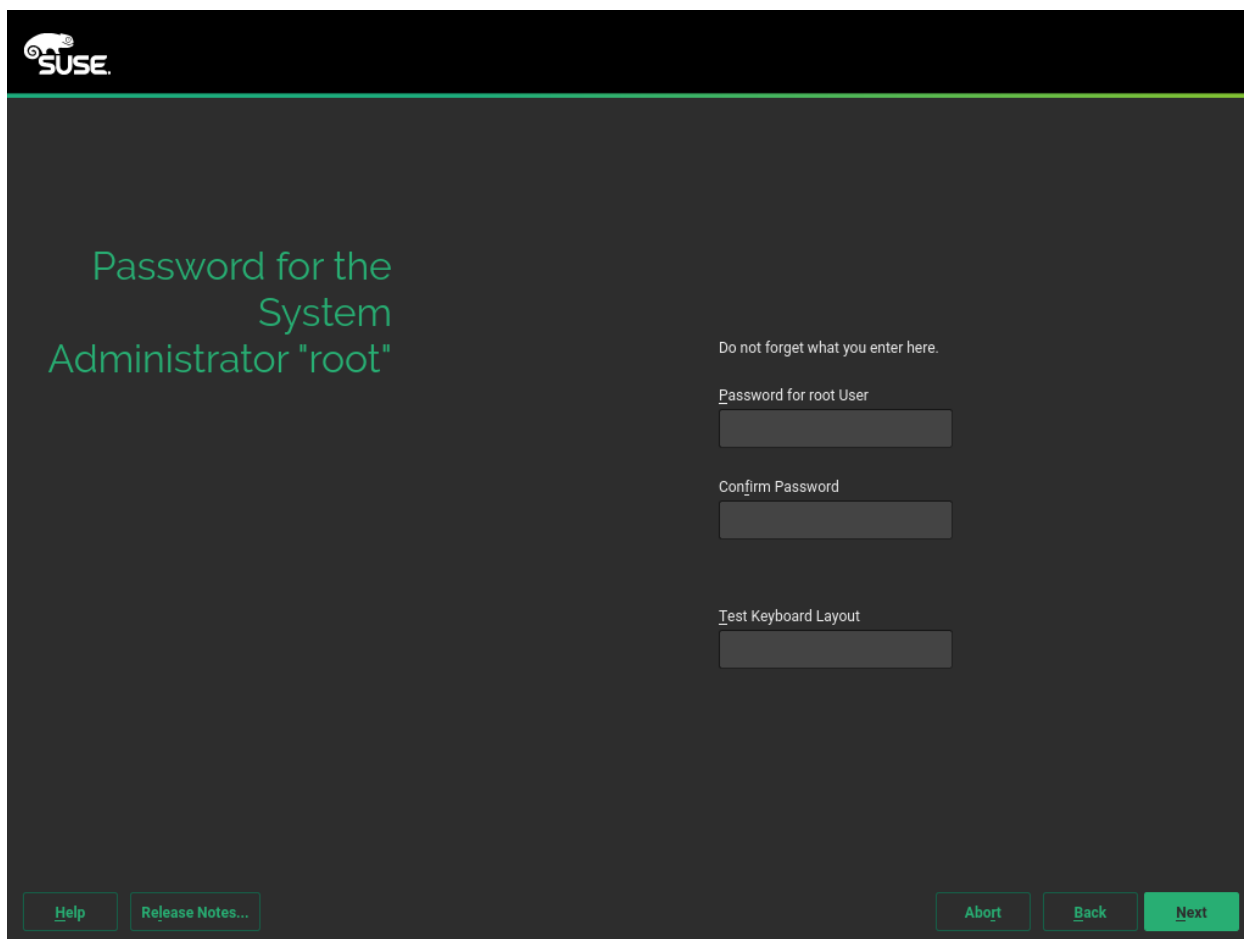 SUSE.
Password for the
System
Administrator "root"
Do not forget what you enter here.
Password for root User
Confirm Password
Test Keyboard Layout
Help
Release Notes...
Abort
Back
Next